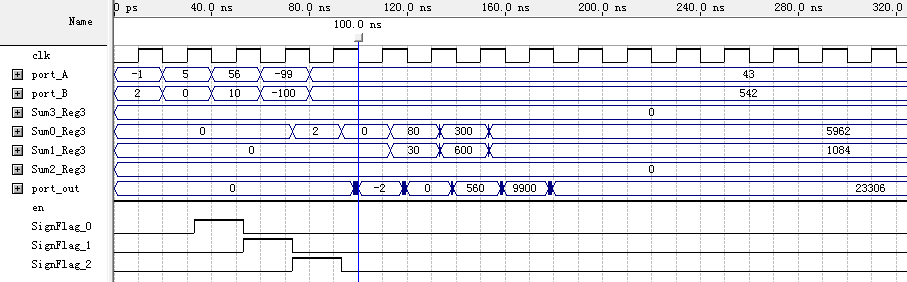 0 ps 40.0 ns 80.0 ns 120.0 ns 160.0 ns 200.0 ns 240.0 ns 280.0 ns 320.0
Name
100.0 ns
clk
port_A -1 5 56 -99 43
port_B 2 0 10 -100 542
Sum3_Reg3 0
Sum0_Reg3 0 2 0 80 300 5962
Sum1_Reg3 0 30 600 1084
Sum2_Reg3 0
port_out 0 -2 0 560 9900 23306
en
SignFlag_0
SignFlag_1
SignFlag_2